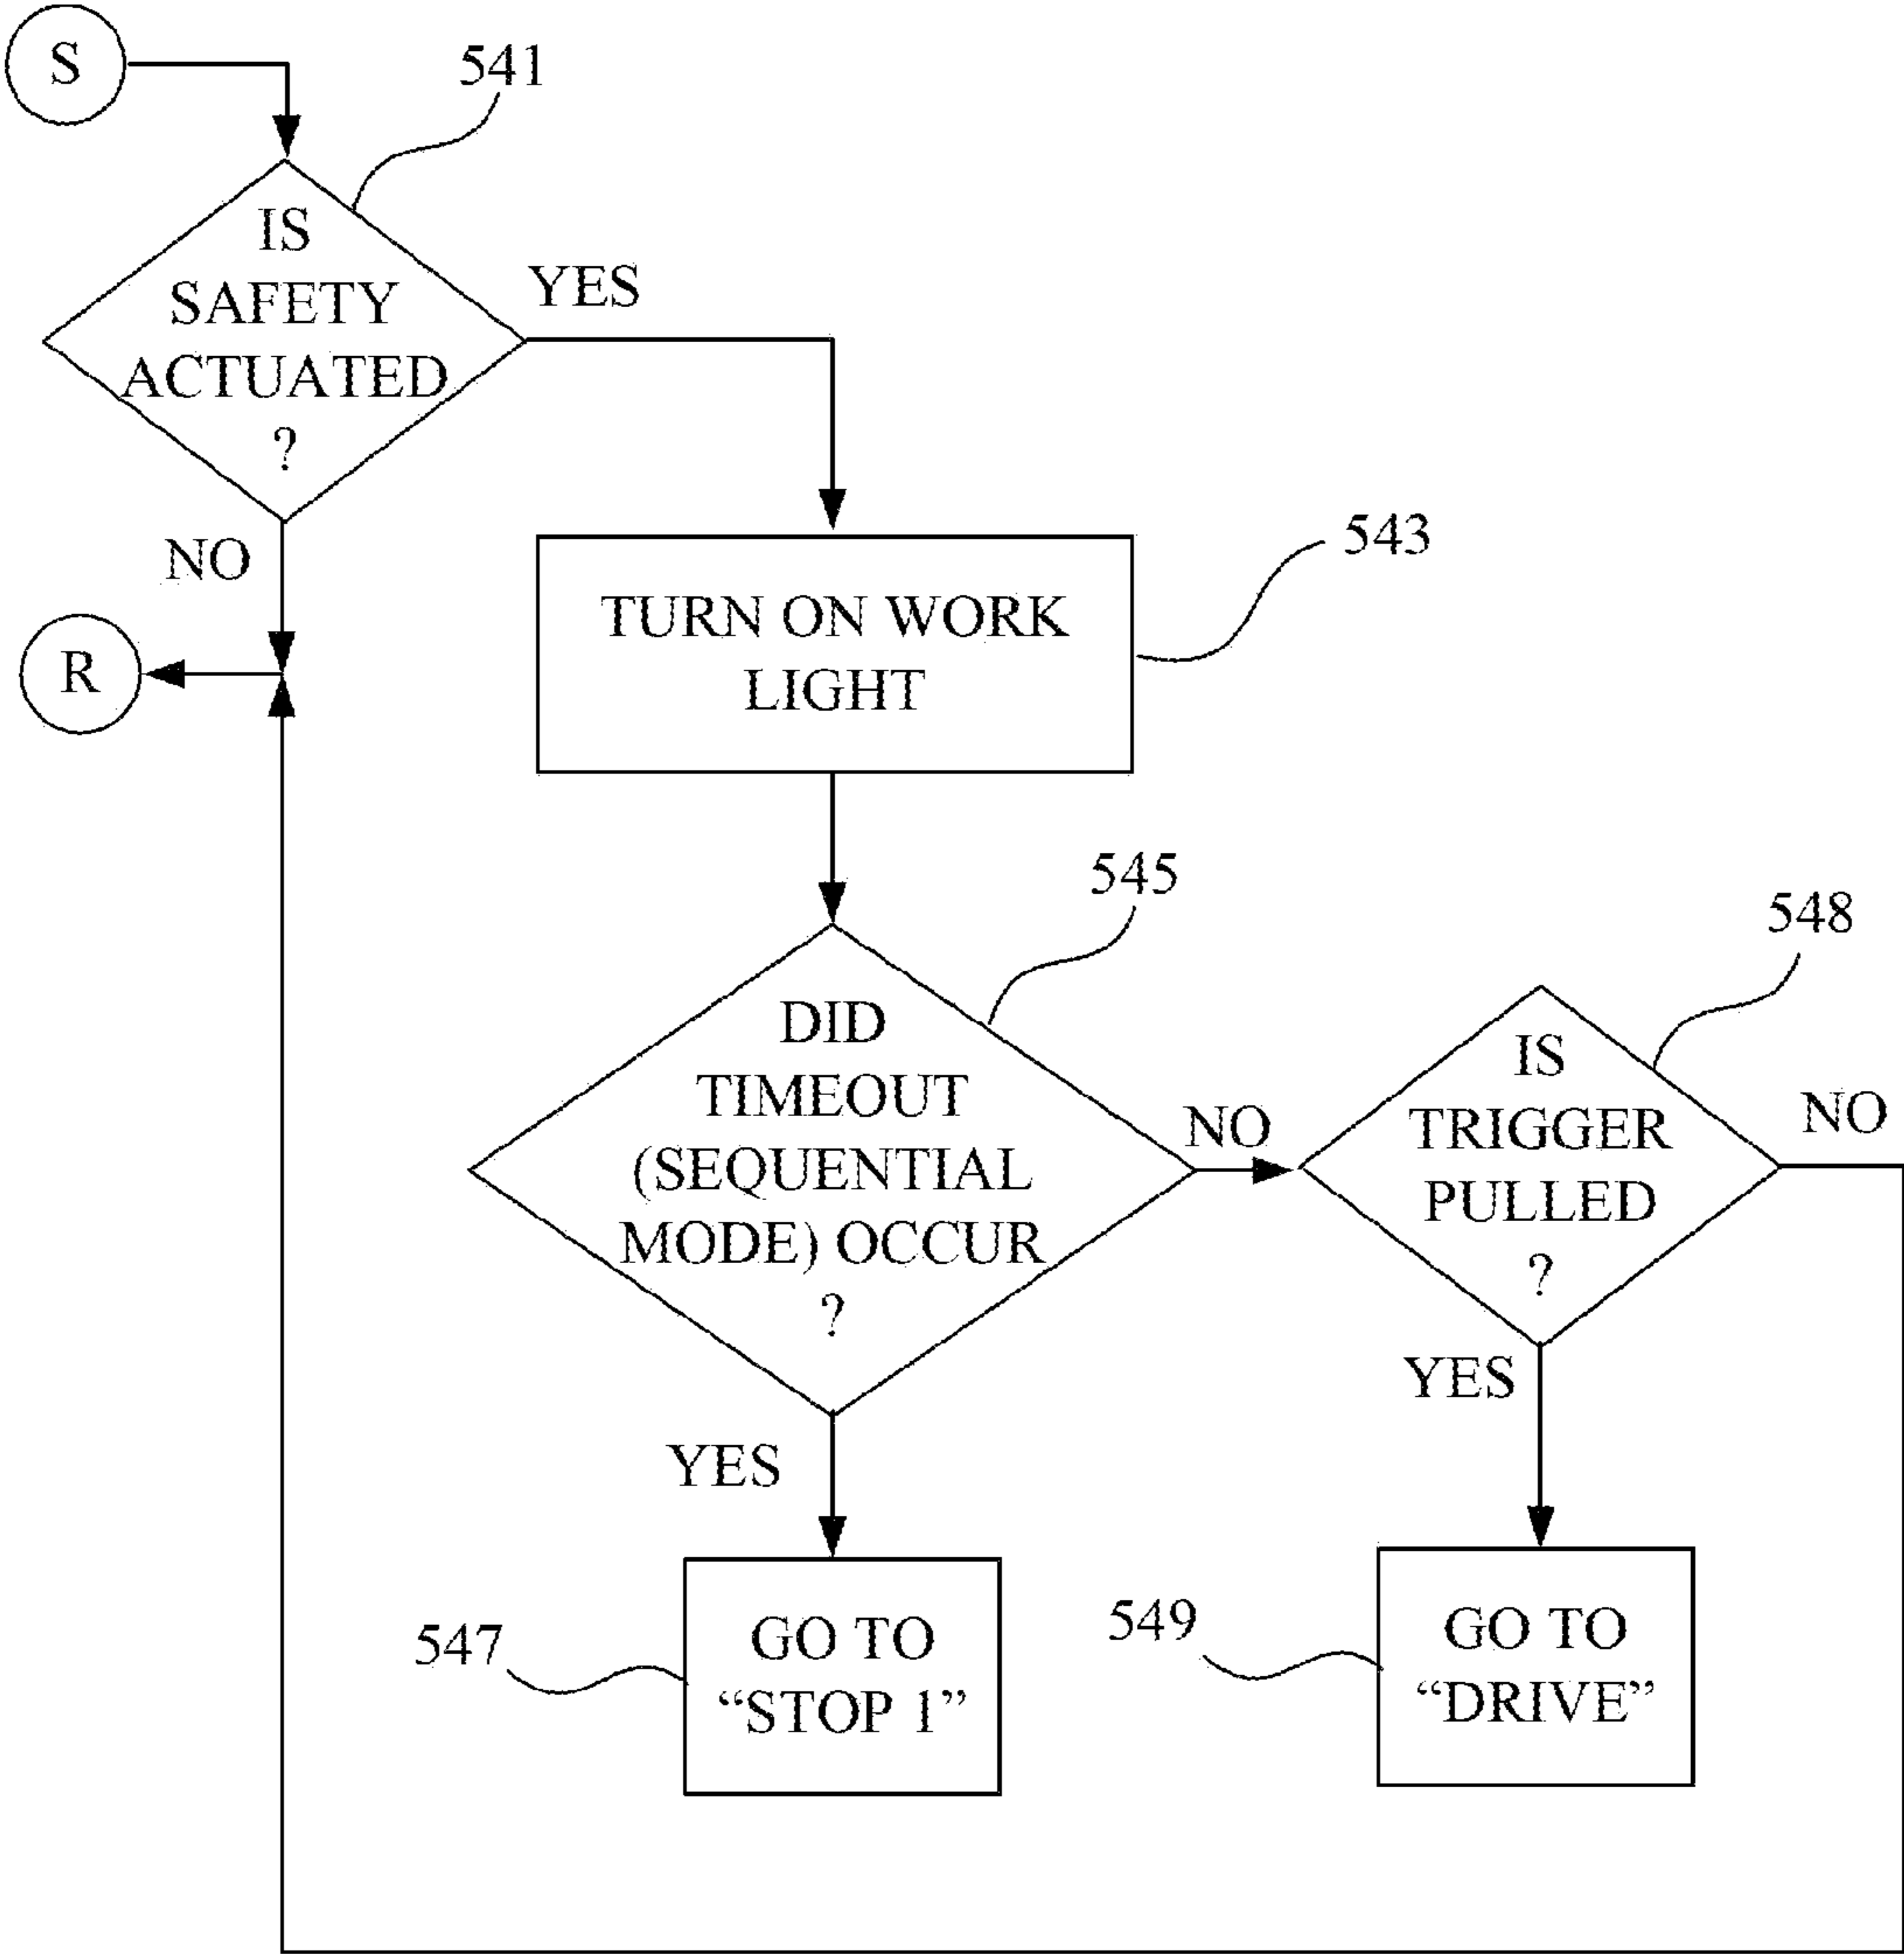 S
541
IS
SAFETY
ACTUATED
?
YES
NO
R
543
TURN ON WORK
LIGHT
545
DID
TIMEOUT
(SEQUENTIAL
MODE) OCCUR
?
NO
548
IS
TRIGGER
PULLED
?
NO
YES
YES
547
GO TO
“STOP 1”
549
GO TO
“DRIVE”